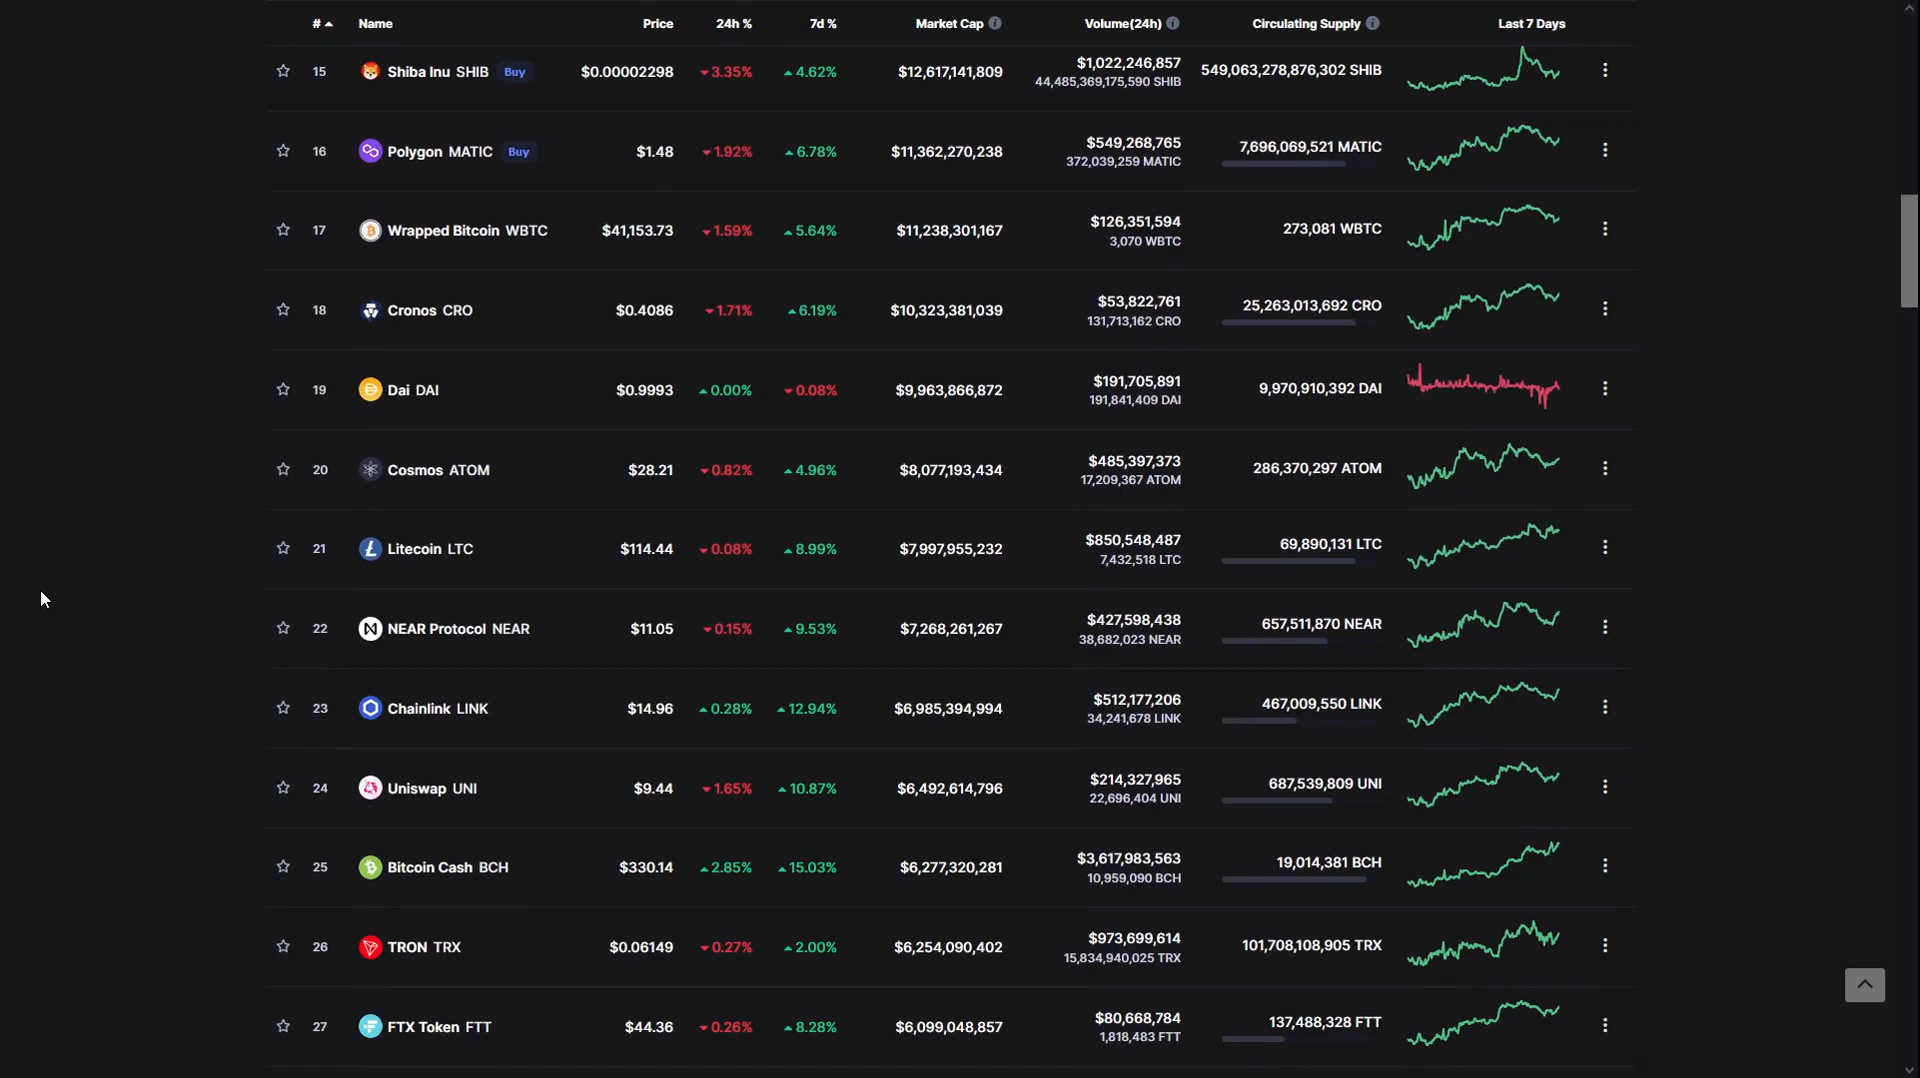 # Name Price 24h % 7d % Market Cap Volume(24h) Circulating Supply Last 7 Days
15 Shiba Inu SHIB Buy $0.00002298 3.35% 4.62% $12,617,141,809 $1,022,246,857 549,063,278,876,302 SHIB
44,485,369,175,590 SHIB
16 Polygon MATIC Buy $1.48 1.92% 6.78% $11,362,270,238 $549,268,765 7,696,069,521 MATIC
372,039,259 MATIC
17 Wrapped Bitcoin WBTC $41,153.73 1.59% 5.64% $11,238,301,167 $126,351,594 273,081 WBTC
3,070 WBTC
18 Cronos CRO $0.4086 1.71% 6.19% $10,323,381,039 $53,822,761 25,263,013,692 CRO
131,713,162 CRO
19 Dai DAI $0.9993 0.00% 0.08% $9,963,866,872 $191,705,891 9,970,910,392 DAI
191,841,409 DAI
20 Cosmos ATOM $28.21 0.82% 4.96% $8,077,193,434 $485,397,373 286,370,297 ATOM
17,209,367 ATOM
21 Litecoin LTC $114.44 0.08% 8.99% $7,997,955,232 $850,548,487 69,890,131 LTC
7,432,518 LTC
22 NEAR Protocol NEAR $11.05 0.15% 9.53% $7,268,261,267 $427,598,438 657,511,870 NEAR
38,682,023 NEAR
23 Chainlink LINK $14.96 0.28% 12.94% $6,985,394,994 $512,177,206 467,009,550 LINK
34,241,678 LINK
24 Uniswap UNI $9.44 1.65% 10.87% $6,492,614,796 $214,327,965 687,539,809 UNI
22,696,404 UNI
25 Bitcoin Cash BCH $330.14 2.85% 15.03% $6,277,320,281 $3,617,983,563 19,014,381 BCH
10,959,090 BCH
26 TRON TRX $0.06149 0.27% 2.00% $6,254,090,402 $973,699,614 101,708,108,905 TRX
15,834,940,025 TRX
27 FTX Token FTT $44.36 0.26% 8.28% $6,099,048,857 $80,668,784 137,488,328 FTT
1,818,483 FTT